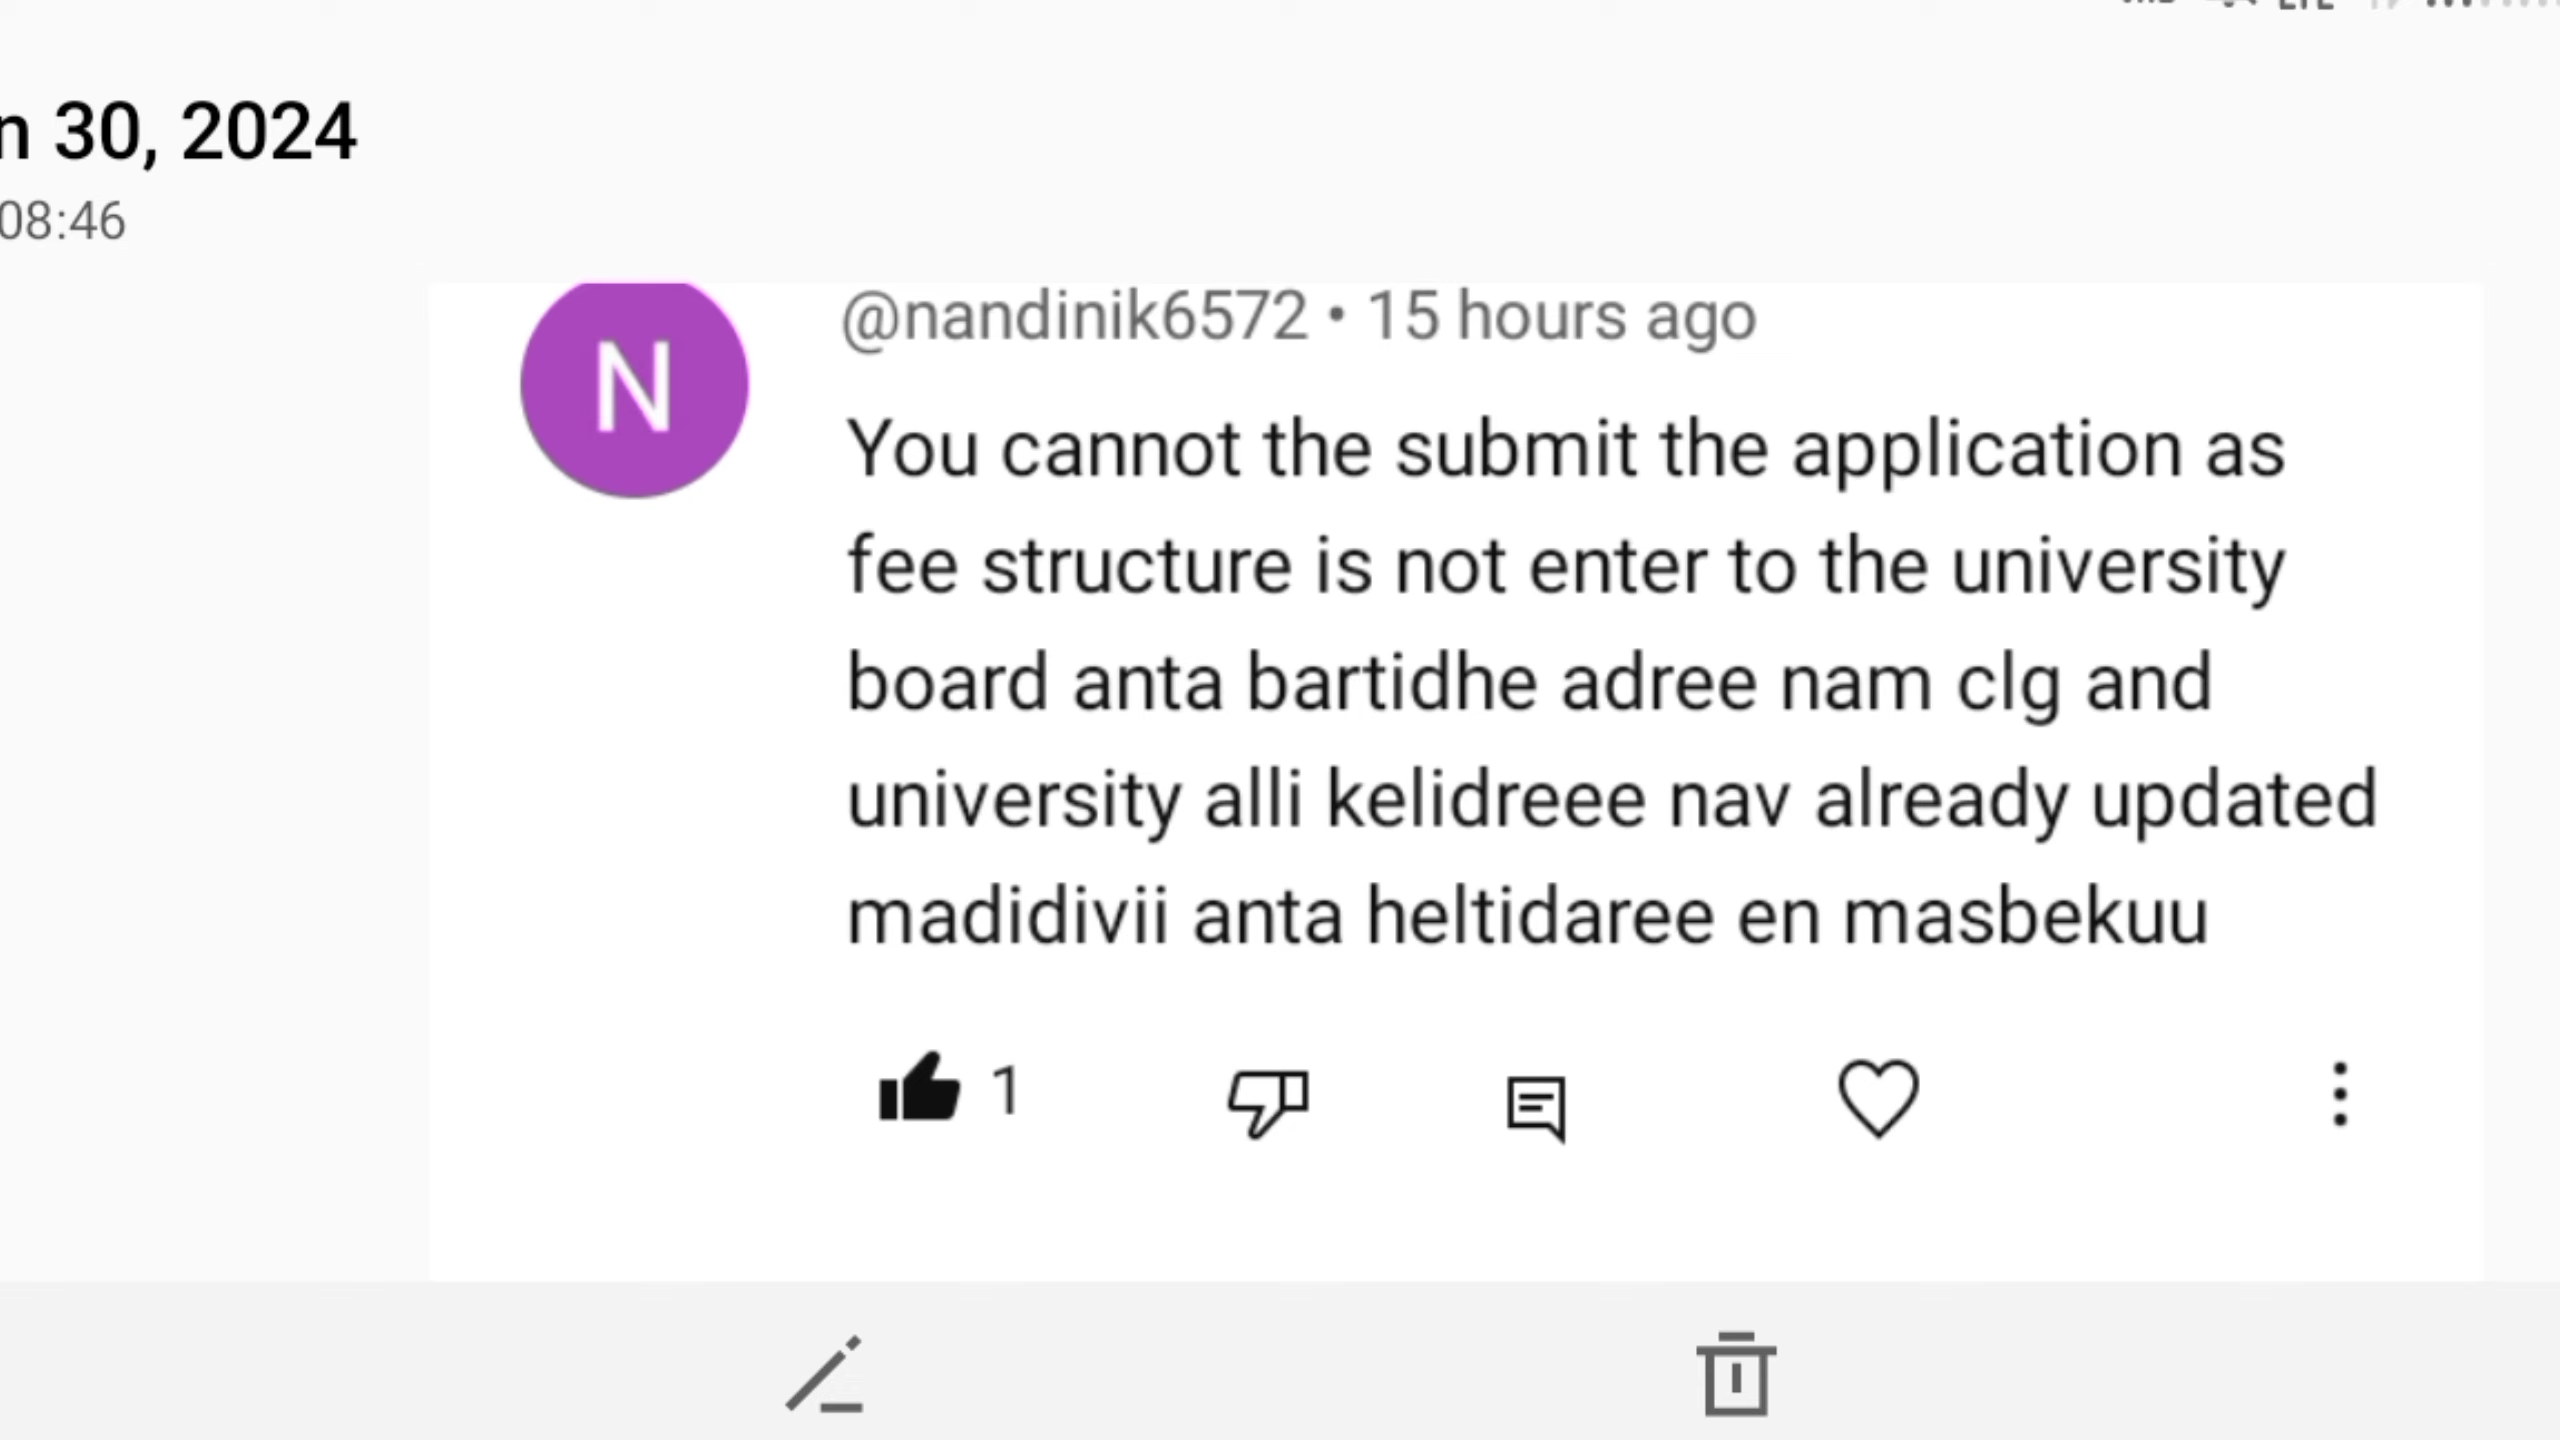 n 30, 2024
08:46
N
@nandinik6572 • 15 hours ago
You cannot the submit the application as
fee structure is not enter to the university
board anta bartidhe adree nam clg and
university alli kelidreee nav already updated
madidivii anta heltidaree en masbekuu
1